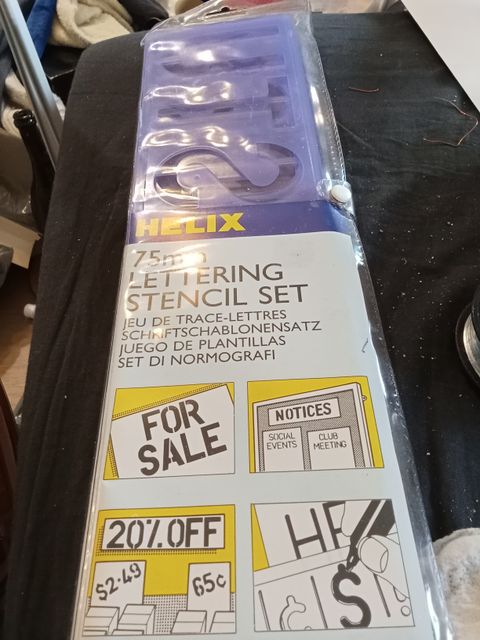 HELIX
75mm
LETTERING
STENCIL SET
JEU DE TRACE-LETTRES
SCHRIFTSCHABLONENSATZ
JUEGO DE PLANTILLAS
SET DI NORMOGRAFI
FOR
SALE
NOTICES
SOCIAL
EVENTS
CLUB
MEETING
20% OFF
$2·49
65c
HE
S